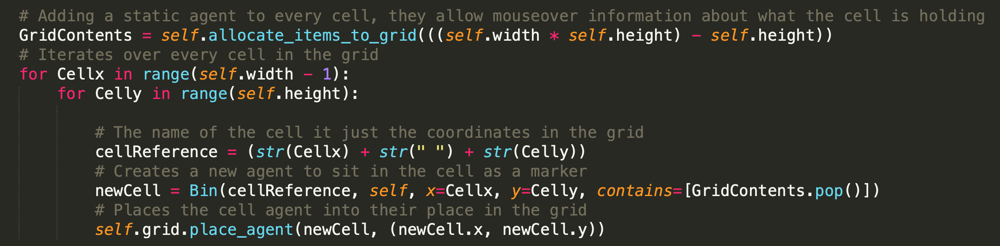 # Adding a static agent to every cell, they allow mouseover information about what the cell is holding
GridContents = self.allocate_items_to_grid(((self.width * self.height) - self.height))
# Iterates over every cell in the grid
for Cellx in range(self.width - 1):
    for Celly in range(self.height):

        # The name of the cell it just the coordinates in the grid
        cellReference = (str(Cellx) + str(" ") + str(Celly))
        # Creates a new agent to sit in the cell as a marker
        newCell = Bin(cellReference, self, x=Cellx, y=Celly, contains=[GridContents.pop()])
        # Places the cell agent into their place in the grid
        self.grid.place_agent(newCell, (newCell.x, newCell.y))